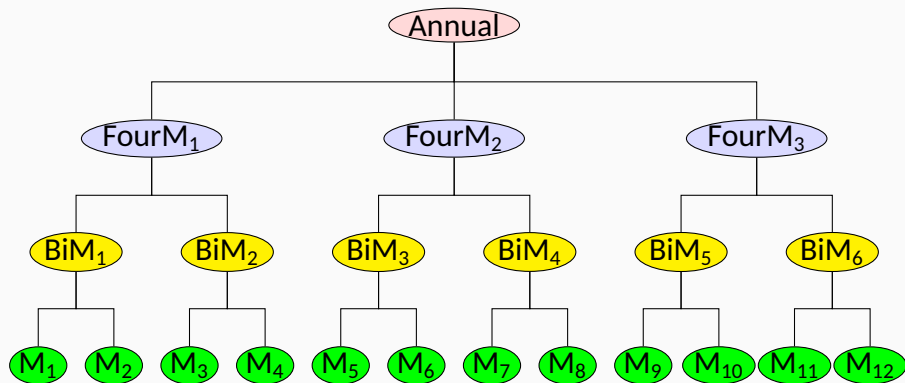 Annual
FourM₁ FourM₂ FourM₃
BiM₁ BiM₂ BiM₃ BiM₄ BiM₅ BiM₆
M₁ M₂ M₃ M₄ M₅ M₆ M₇ M₈ M₉ M₁₀ M₁₁ M₁₂